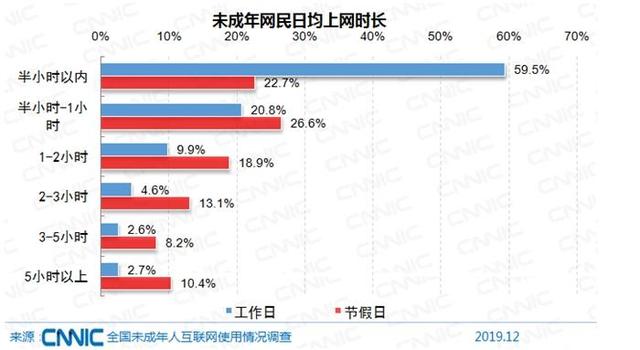 未成年网民日均上网时长
0% 10% 20% 30% 40% 50% 60% 70%
半小时以内 59.5%
22.7%
半小时-1小
时
20.8%
26.6%
1-2小时 9.9%
18.9%
2-3小时 4.6%
13.1%
3-5小时 2.6%
8.2%
5小时以上 2.7%
10.4%
工作日 节假日
来源: CNNIC 全国未成年人互联网使用情况调查 2019.12